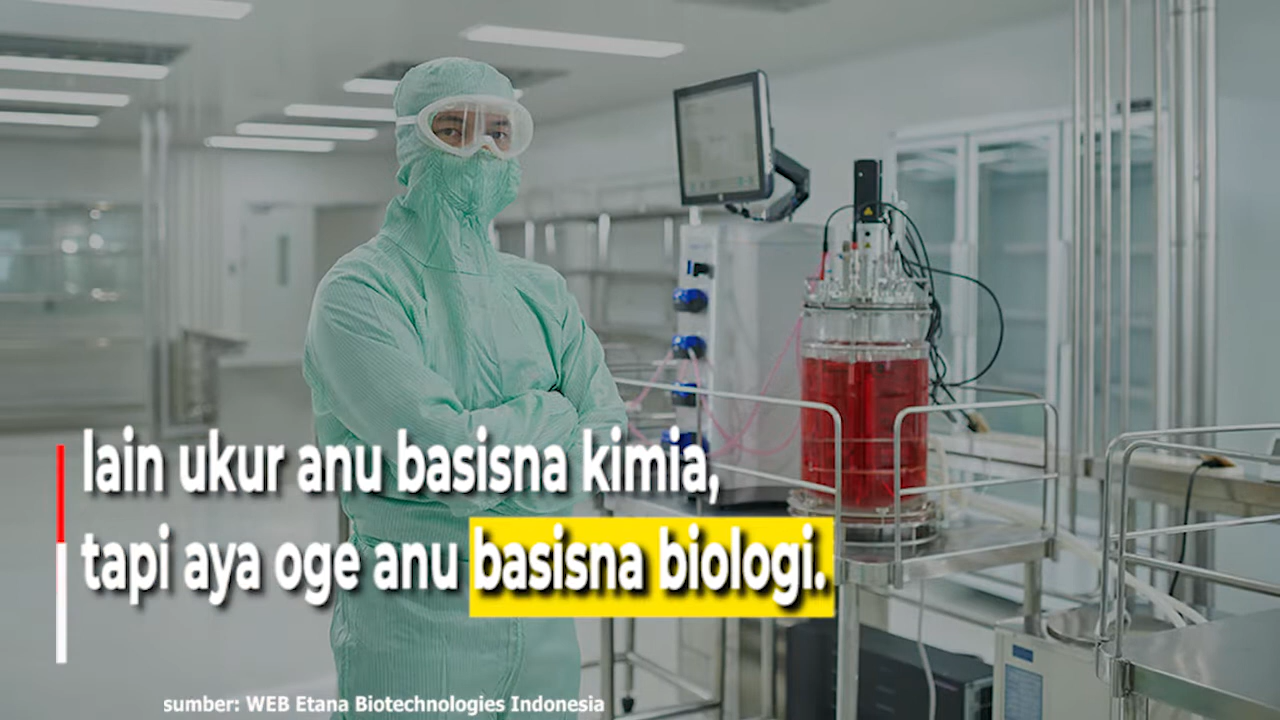 lain ukur anu basisna kimia,
tapi aya oge anu basisna biologi.
sumber: WEB Etana Biotechnologies Indonesia